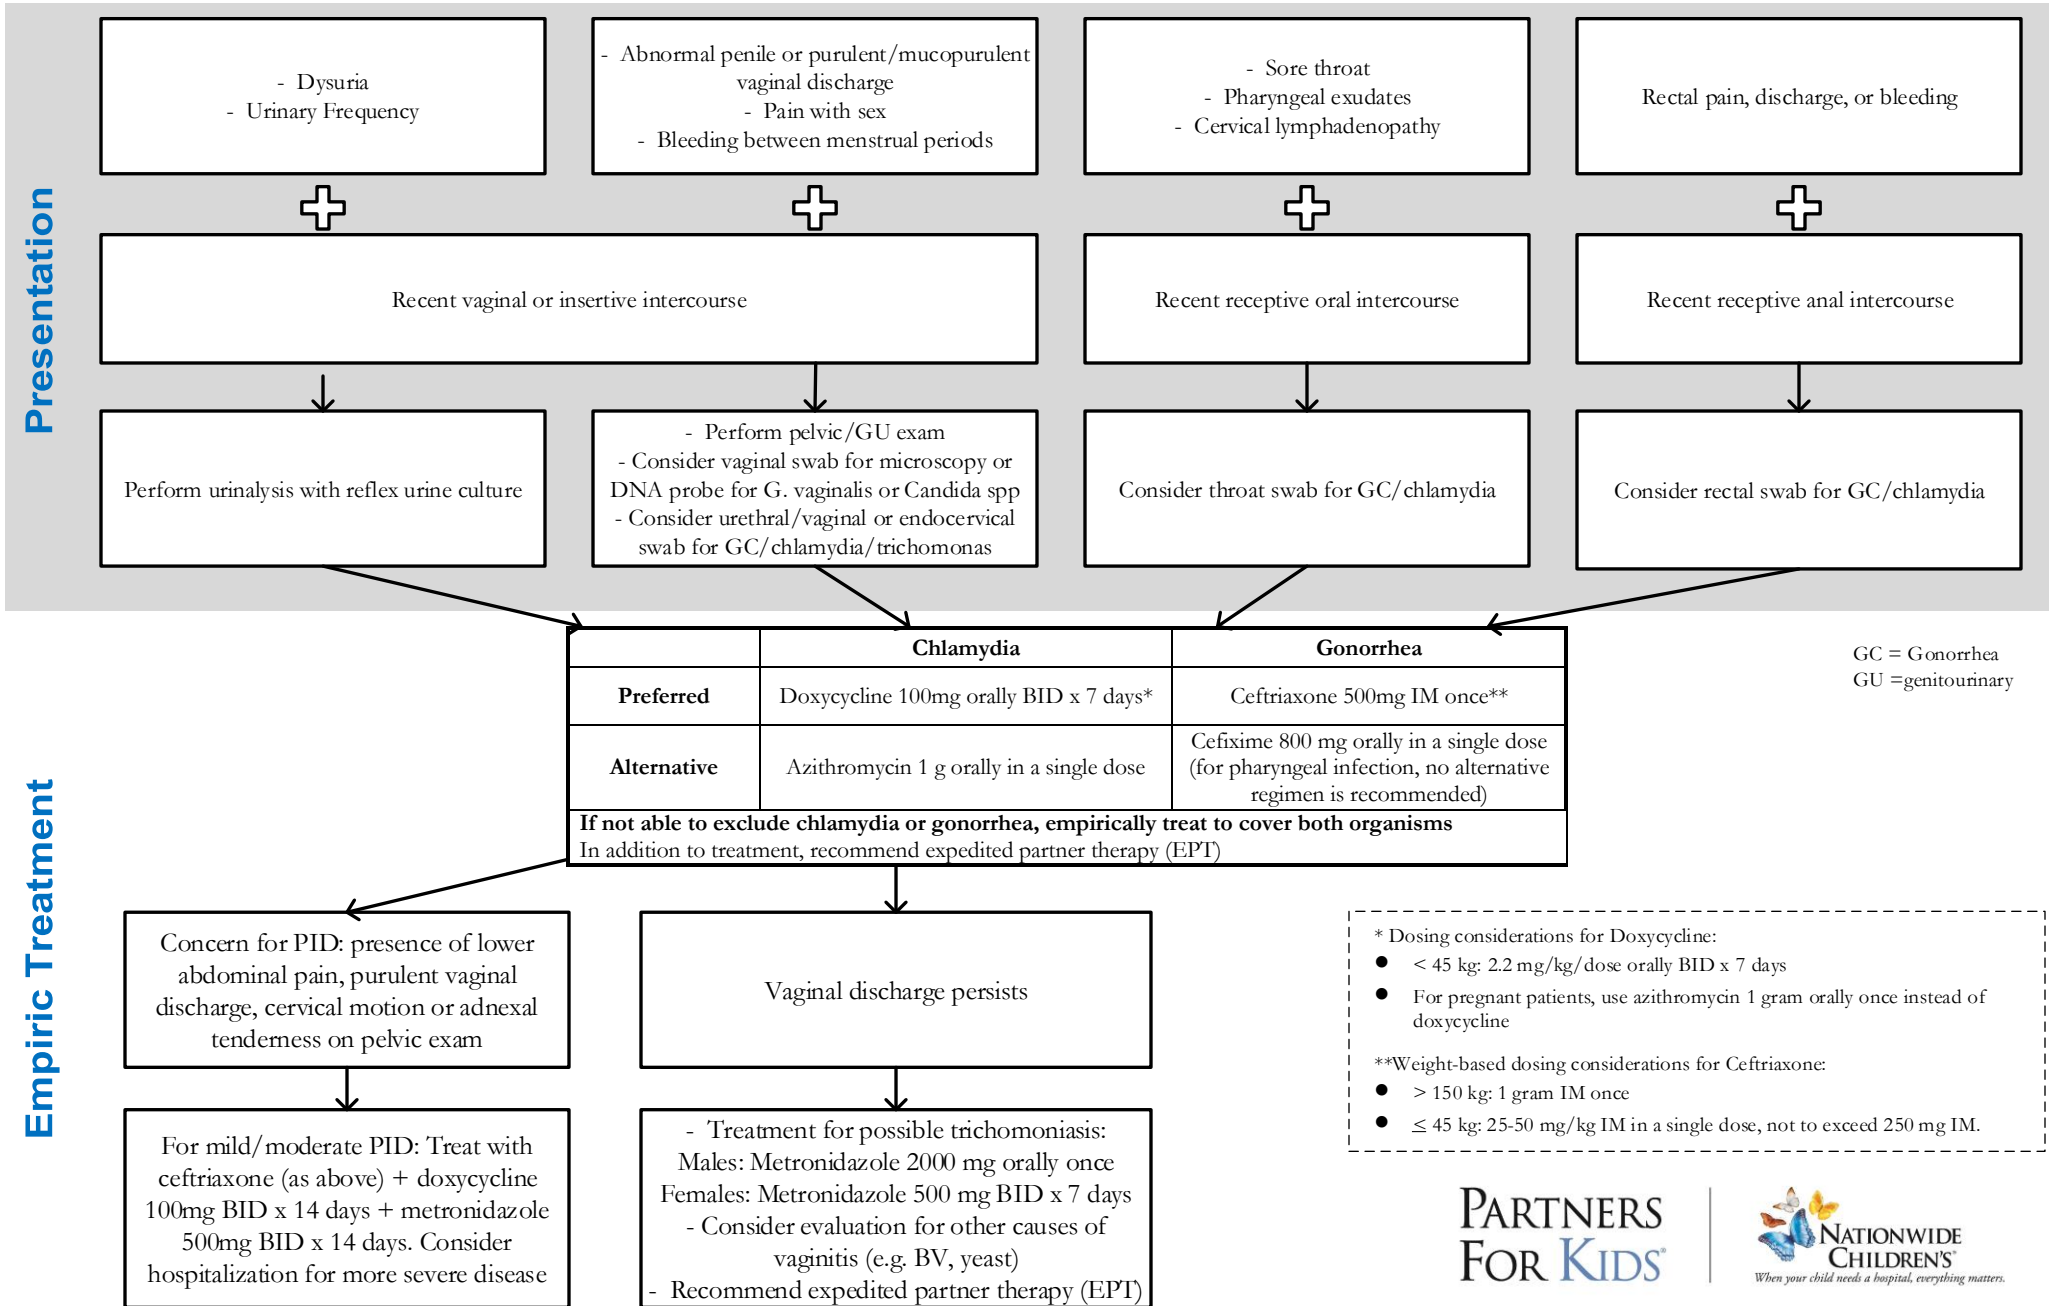 Presentation
- Dysuria
- Urinary Frequency
- Abnormal penile or purulent/mucopurulent
vaginal discharge
- Pain with sex
- Bleeding between menstrual periods
- Sore throat
- Pharyngeal exudates
- Cervical lymphadenopathy
Rectal pain, discharge, or bleeding
Recent vaginal or insertive intercourse
Recent receptive oral intercourse
Recent receptive anal intercourse
Perform urinalysis with reflex urine culture
- Perform pelvic/GU exam
- Consider vaginal swab for microscopy or
DNA probe for G. vaginalis or Candida spp
- Consider urethral/vaginal or endocervical
swab for GC/chlamydia/trichomonas
Consider throat swab for GC/chlamydia
Consider rectal swab for GC/chlamydia
Empiric Treatment
Chlamydia
Gonorrhea
Preferred
Doxycycline 100mg orally BID x 7 days*
Ceftriaxone 500mg IM once**
Alternative
Azithromycin 1 g orally in a single dose
Cefixime 800 mg orally in a single dose
(for pharyngeal infection, no alternative
regimen is recommended)
If not able to exclude chlamydia or gonorrhea, empirically treat to cover both organisms
In addition to treatment, recommend expedited partner therapy (EPT)
GC = Gonorrhea
GU =genitourinary
Concern for PID: presence of lower
abdominal pain, purulent vaginal
discharge, cervical motion or adnexal
tenderness on pelvic exam
Vaginal discharge persists
For mild/moderate PID: Treat with
ceftriaxone (as above) + doxycycline
100mg BID x 14 days + metronidazole
500mg BID x 14 days. Consider
hospitalization for more severe disease
- Treatment for possible trichomoniasis:
Males: Metronidazole 2000 mg orally once
Females: Metronidazole 500 mg BID x 7 days
- Consider evaluation for other causes of
vaginitis (e.g. BV, yeast)
- Recommend expedited partner therapy (EPT)
* Dosing considerations for Doxycycline:
● < 45 kg: 2.2 mg/kg/dose orally BID x 7 days
● For pregnant patients, use azithromycin 1 gram orally once instead of
doxycycline
**Weight-based dosing considerations for Ceftriaxone:
● > 150 kg: 1 gram IM once
● ≤ 45 kg: 25-50 mg/kg IM in a single dose, not to exceed 250 mg IM.
PARTNERS
FOR KIDS®
NATIONWIDE
CHILDREN'S™
When your child needs a hospital, everything matters.